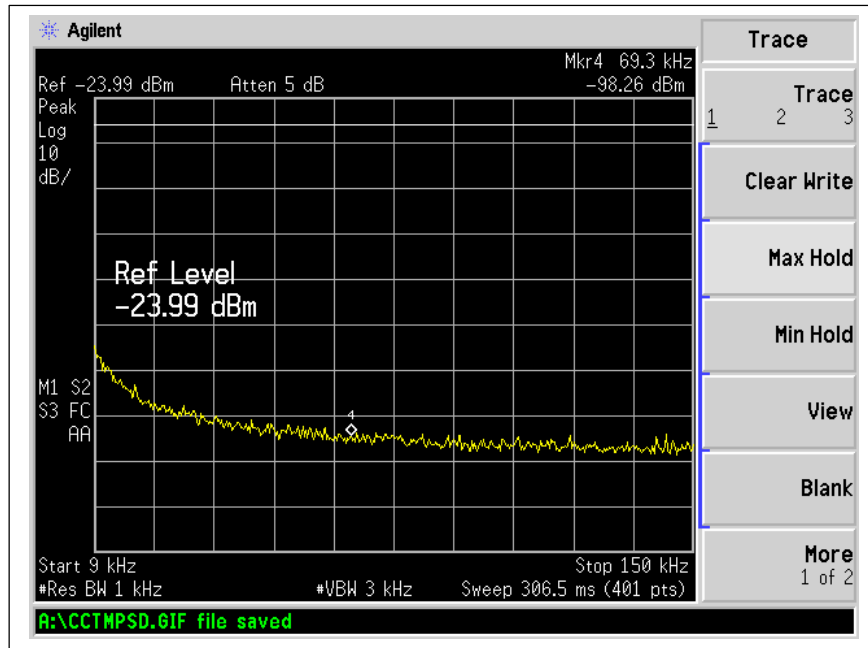 Agilent
Trace
Mkr4 69.3 kHz
Ref -23.99 dBm Atten 5 dB -98.26 dBm
Peak
Log
10
dB/
Ref Level
-23.99 dBm
M1 S2
S3 FC
AA
4
Start 9 kHz Stop 150 kHz
#Res BW 1 kHz #VBW 3 kHz Sweep 306.5 ms (401 pts)
A:\CCTMPSD.GIF file saved
Trace
1 2 3
Clear Write
Max Hold
Min Hold
View
Blank
More
1 of 2